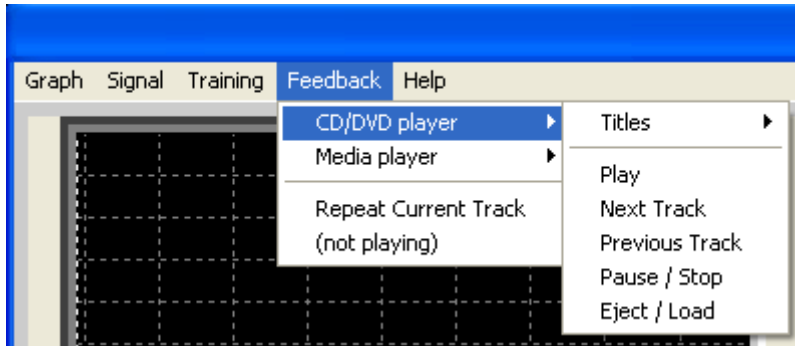 Graph Signal Training Feedback Help
CD/DVD player
Media player
Repeat Current Track
(not playing)
Titles
Play
Next Track
Previous Track
Pause / Stop
Eject / Load